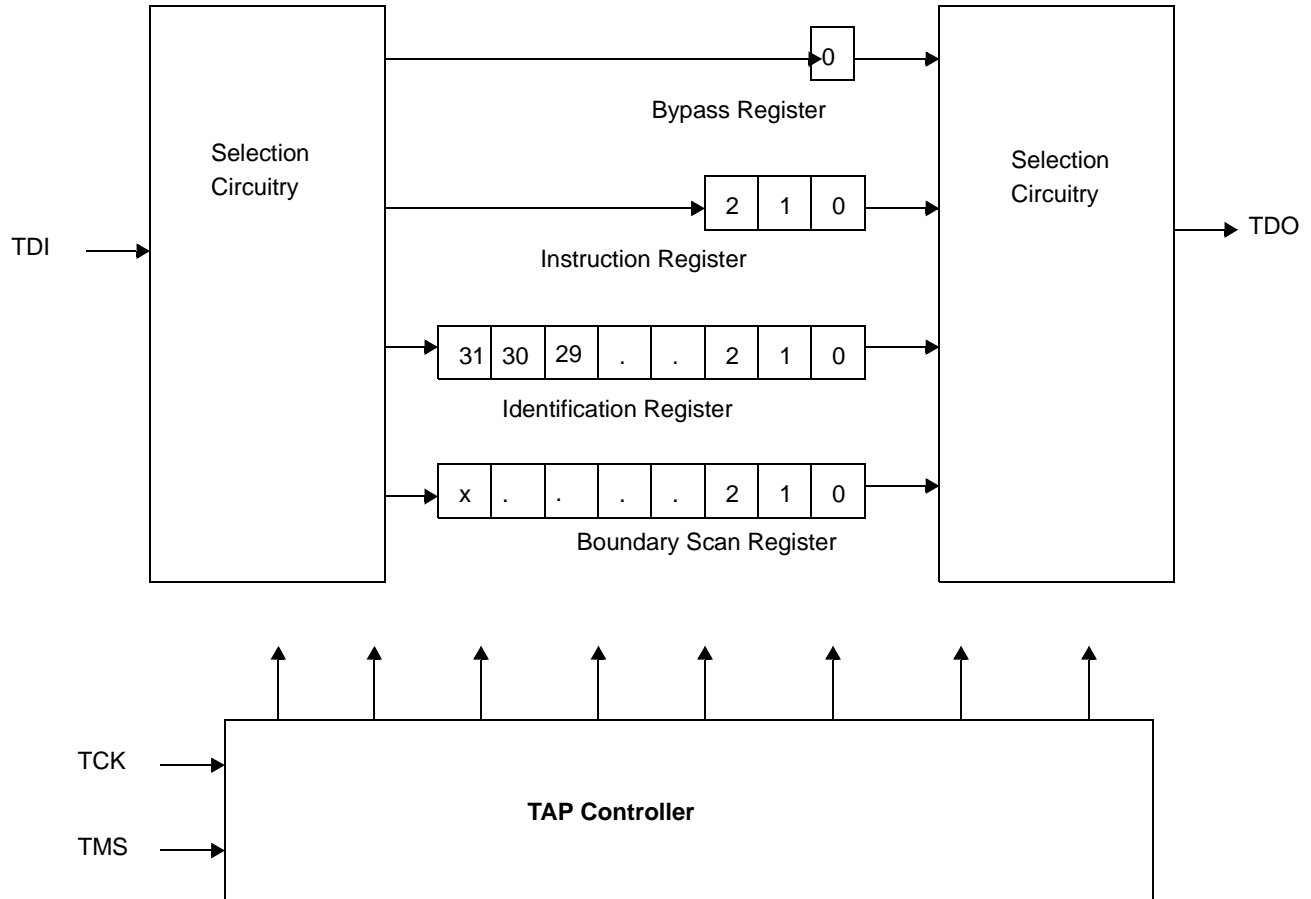 0
Bypass Register
Selection
Circuitry
Selection
Circuitry
2 1 0
TDI
TDO
Instruction Register
31 30 29 . . 2 1 0
Identification Register
x . . . . 2 1 0
Boundary Scan Register
TCK
TAP Controller
TMS